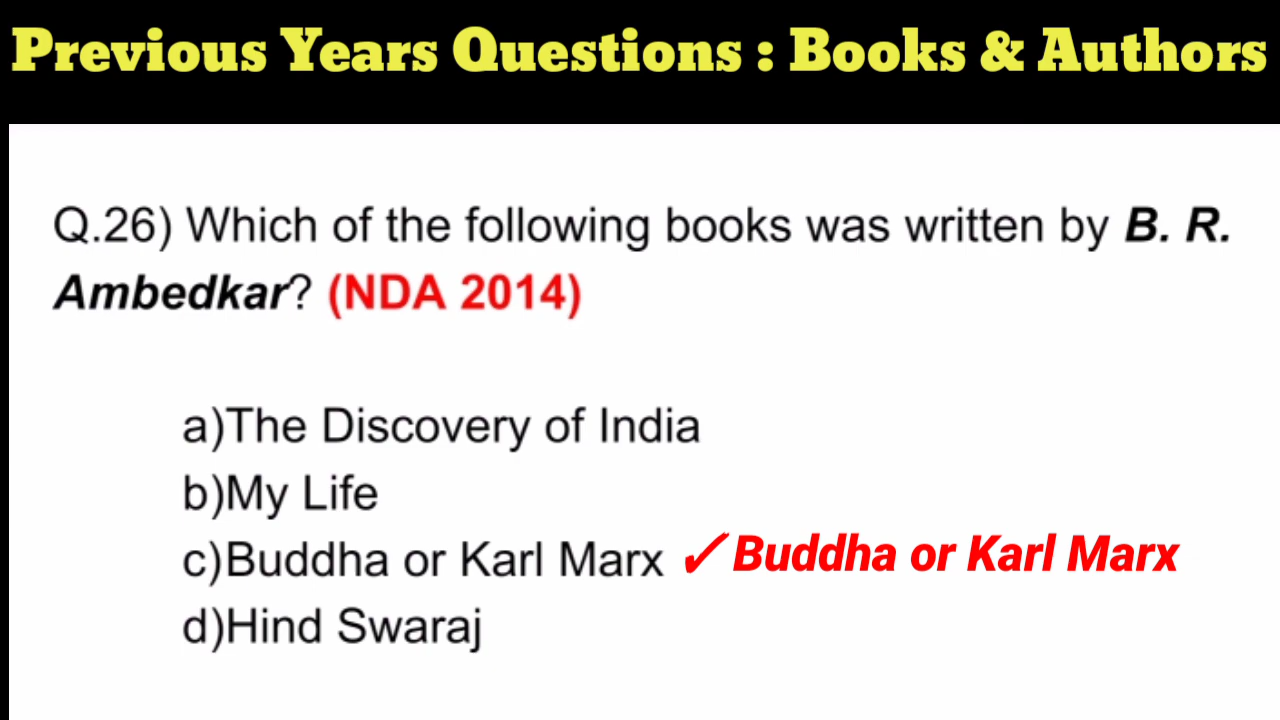 Previous Years Questions : Books & Authors
Q.26) Which of the following books was written by B. R.
Ambedkar? (NDA 2014)
a)The Discovery of India
b)My Life
c)Buddha or Karl Marx ✓ Buddha or Karl Marx
d)Hind Swaraj